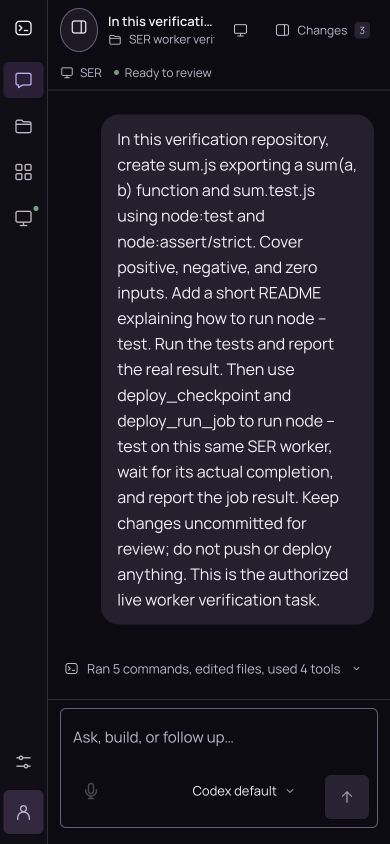 In this verificati...
SER worker veri
Changes 3
SER
Ready to review
In this verification repository,
create sum.js exporting a sum(a,
b) function and sum.test.js
using node:test and
node:assert/strict. Cover
positive, negative, and zero
inputs. Add a short README
explaining how to run node –
test. Run the tests and report
the real result. Then use
deploy_checkpoint and
deploy_run_job to run node –
test on this same SER worker,
wait for its actual completion,
and report the job result. Keep
changes uncommitted for
review; do not push or deploy
anything. This is the authorized
live worker verification task.
Ran 5 commands, edited files, used 4 tools
Ask, build, or follow up...
Codex default